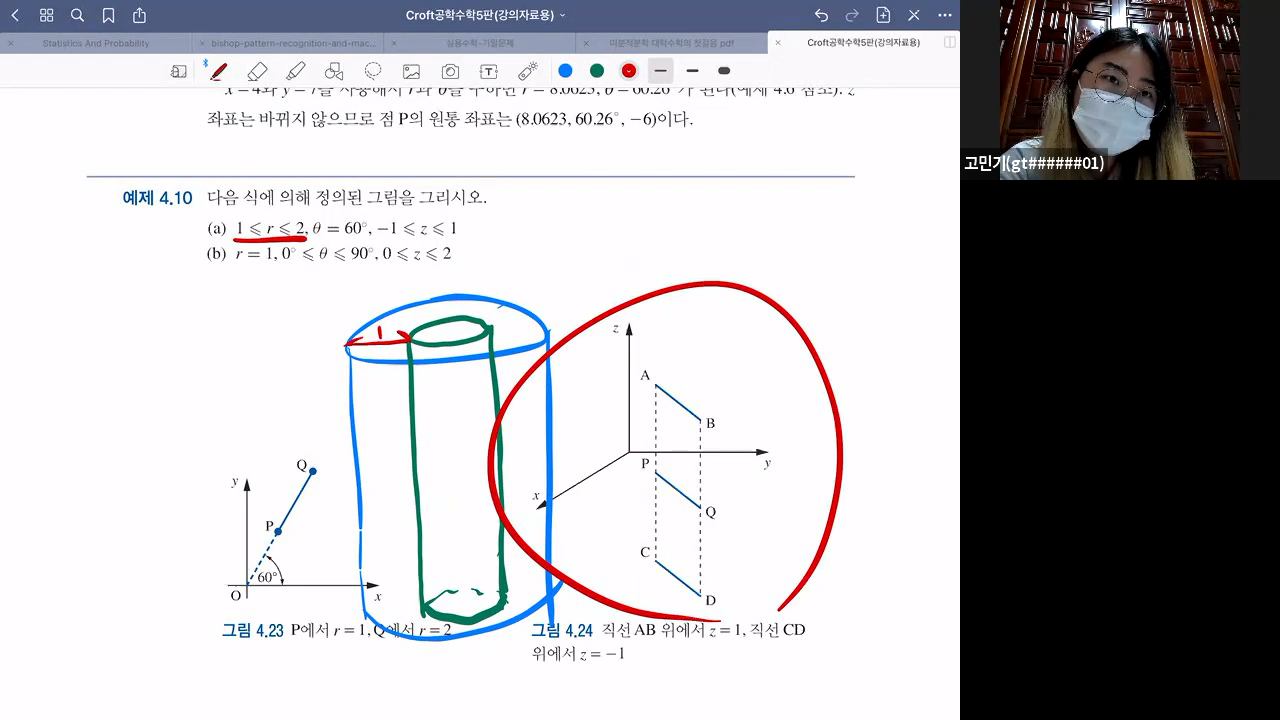 Croft공학수학5판(강의자료용)
Statistics And Probability
bishop-pattern-recognition-and-mac...
실용수학-기말문제
미분적분학 대학수학의 첫걸음.pdf
Croft공학수학5판(강의자료용)
고민기(gt######01)
좌표는 바뀌지 않으므로 점 P의 원통 좌표는 (8.0623, 60.26°, −6)이다.
예제 4.10 다음 식에 의해 정의된 그림을 그리시오.
(a) 1 ⩽ r ⩽ 2, θ = 60°, −1 ⩽ z ⩽ 1
(b) r = 1, 0° ⩽ θ ⩽ 90°, 0 ⩽ z ⩽ 2
1
y
Q
P
60°
O
x
z
A
B
P
y
x
Q
C
D
그림 4.23 P에서 r = 1, Q에서 r = 2
그림 4.24 직선 AB 위에서 z = 1, 직선 CD
위에서 z = −1